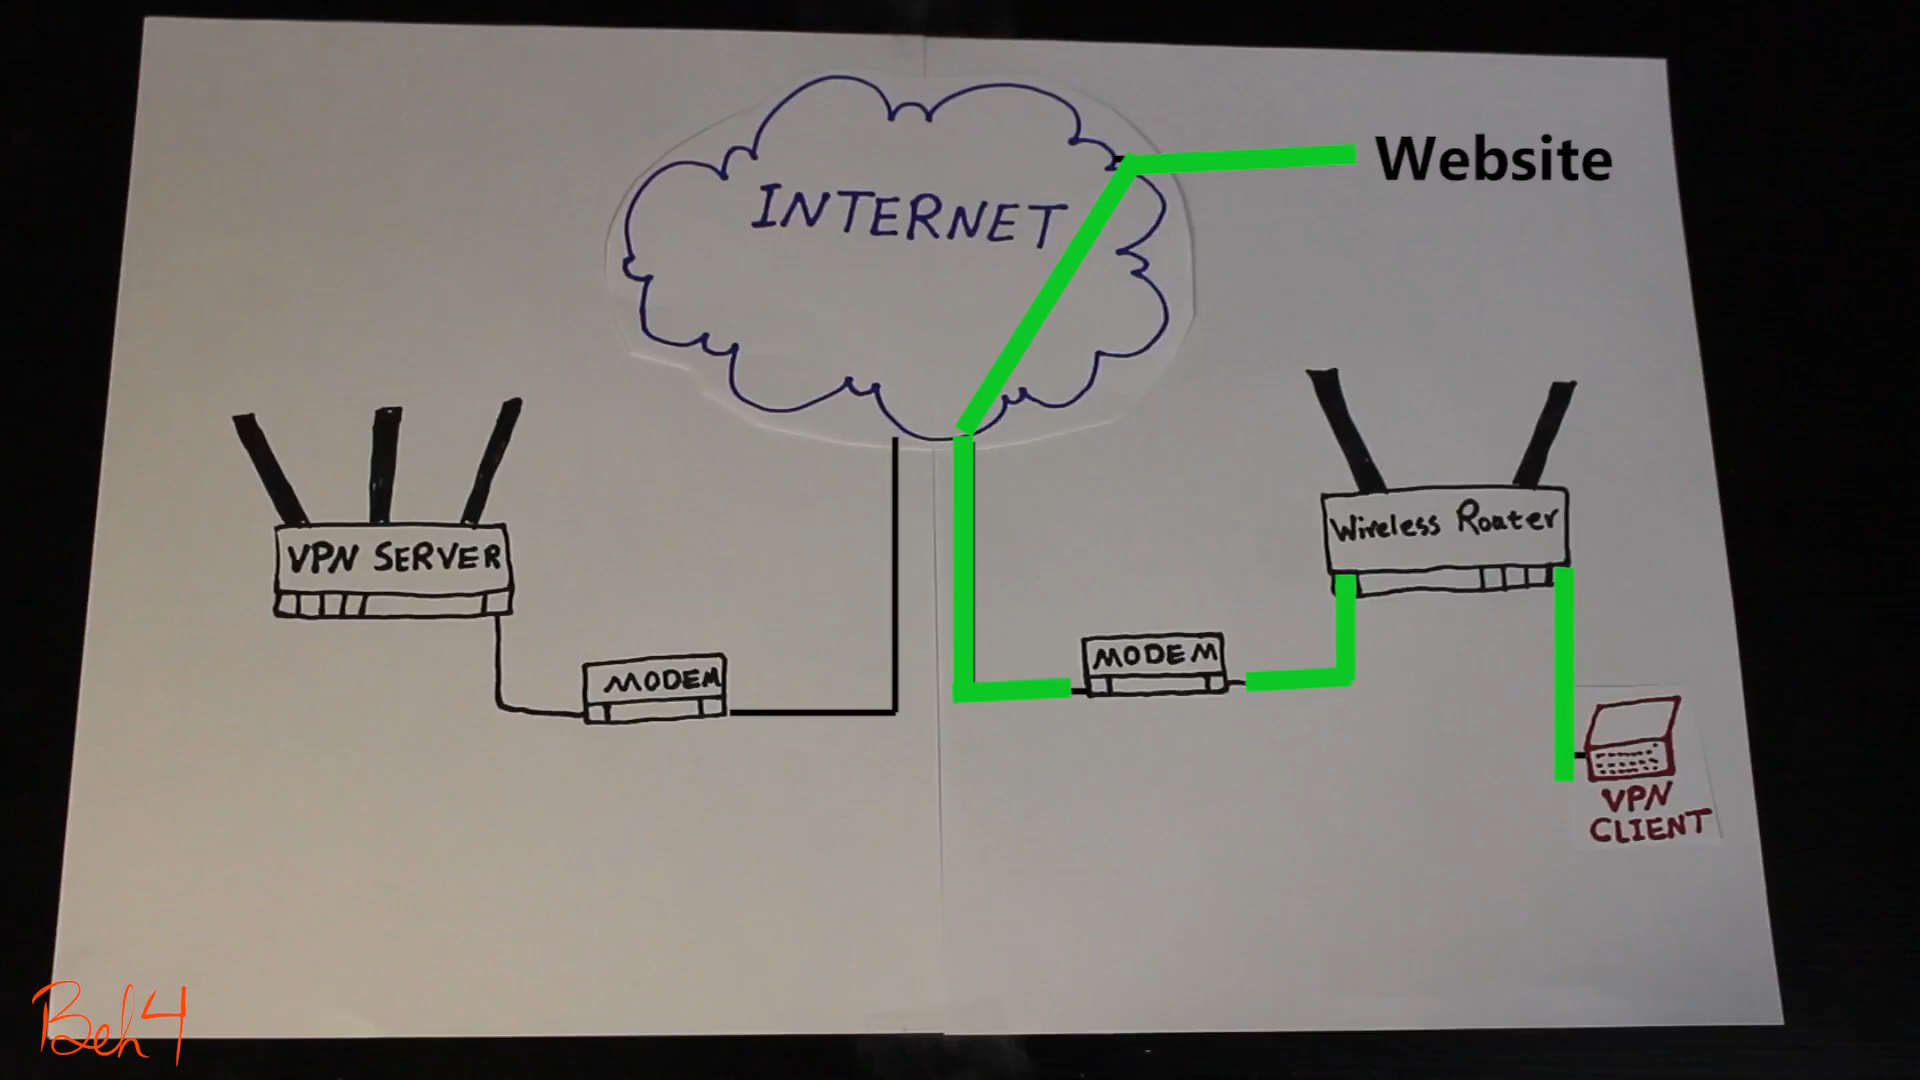 INTERNET
Website
VPN SERVER
Wireless Router
MODEM
MODEM
VPN
CLIENT
Beh4